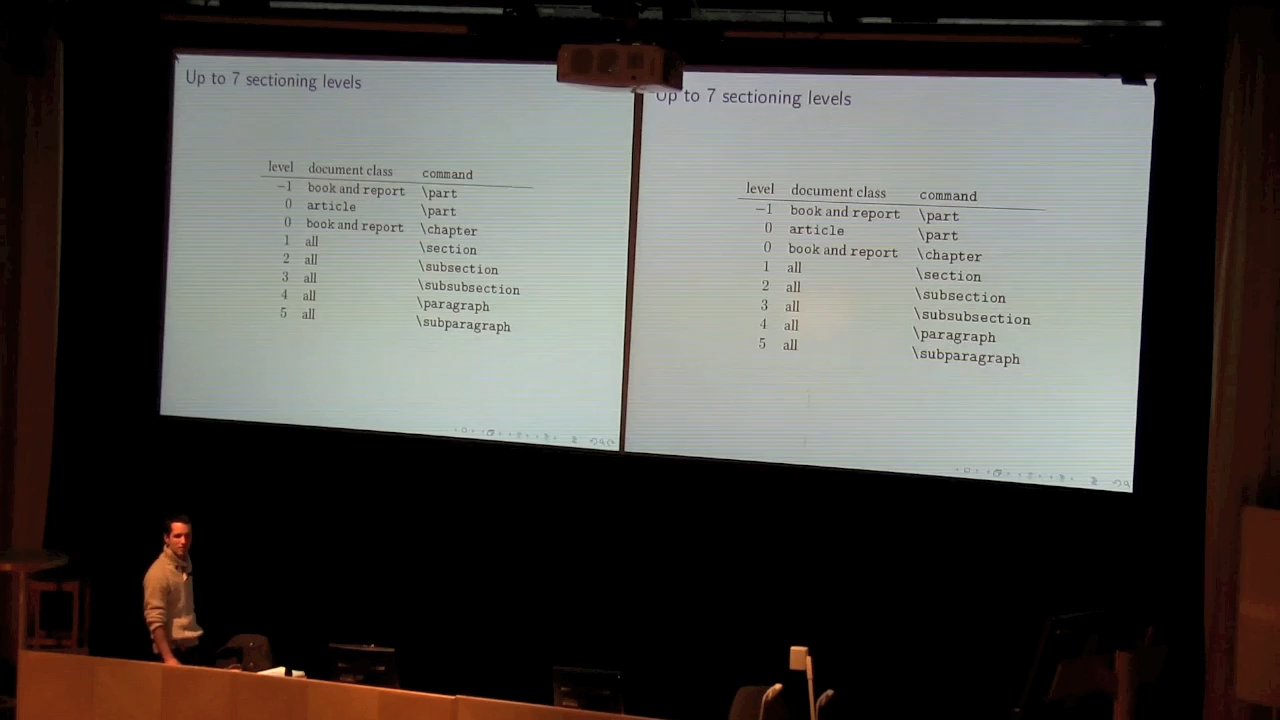 Up to 7 sectioning levels
level document class command
−1 book and report \part
0 article \part
0 book and report \chapter
1 all \section
2 all \subsection
3 all \subsubsection
4 all \paragraph
5 all \subparagraph
Up to 7 sectioning levels
level document class command
−1 book and report \part
0 article \part
0 book and report \chapter
1 all \section
2 all \subsection
3 all \subsubsection
4 all \paragraph
5 all \subparagraph